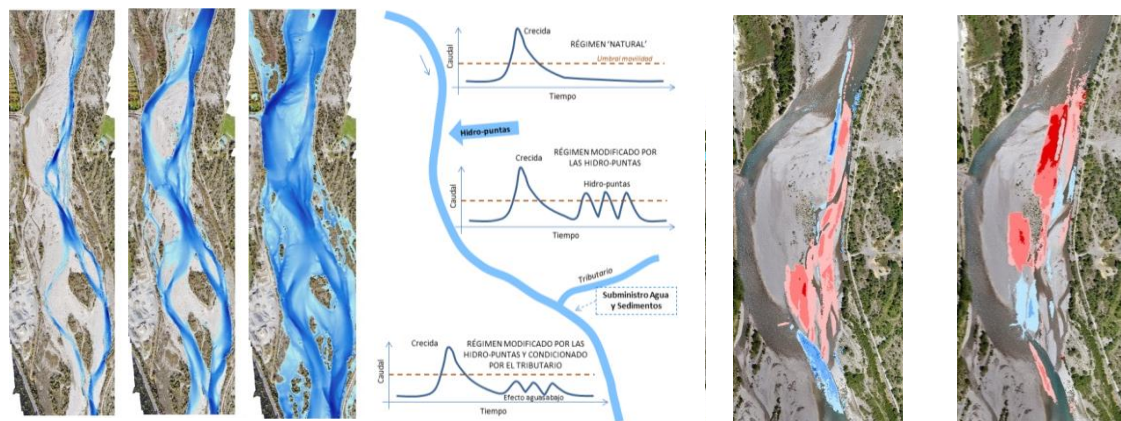 Crecida
Caudal
RÉGIMEN 'NATURAL'
Umbral movilidad
Tiempo
Hidro-puntas
RÉGIMEN MODIFICADO POR
LAS HIDRO-PUNTAS
Crecida
Caudal
Hidro-puntas
Tiempo
Tributario
Subministro Agua
y Sedimentos
RÉGIMEN MODIFICADO POR LAS
HIDRO-PUNTAS Y CONDICIONADO
POR EL TRIBUTARIO
Crecida
Caudal
Efecto aguasabajo
Tiempo